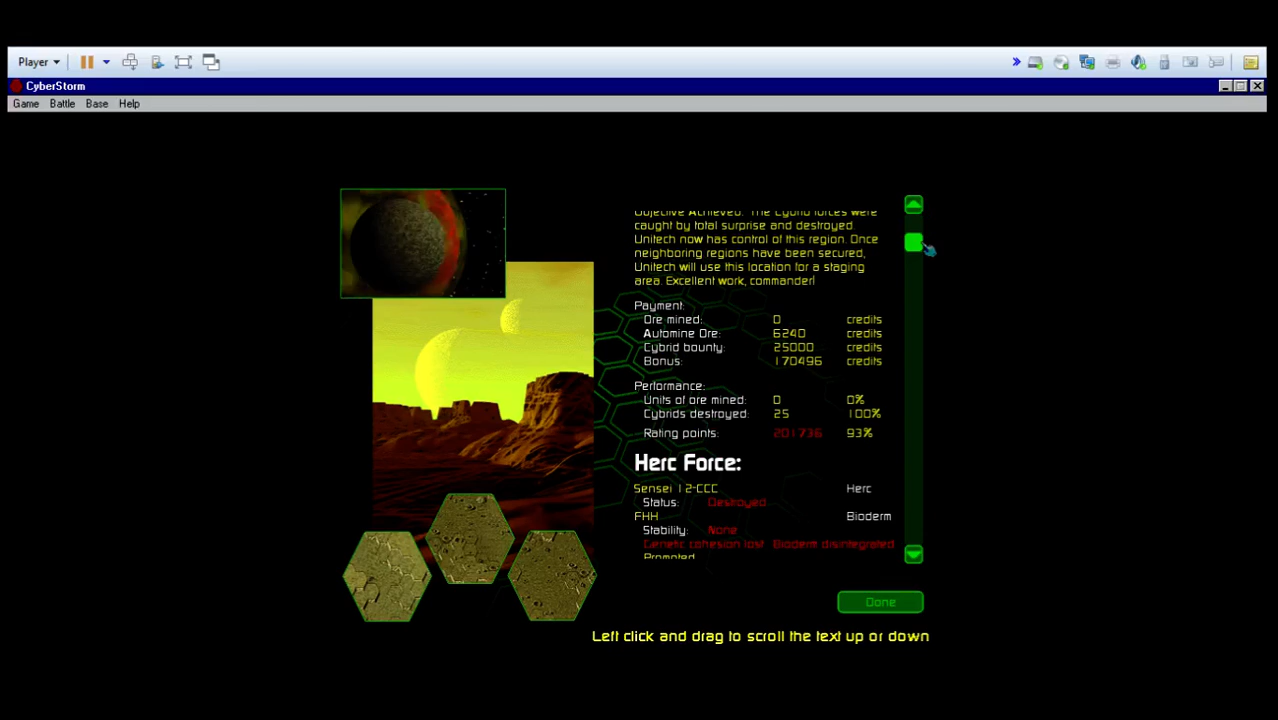 Player
CyberStorm
Game Battle Base Help
Objective Achieved. The Cybrid forces were
caught by total surprise and destroyed.
Unitech now has control of this region. Once
neighboring regions have been secured,
Unitech will use this location for a staging
area. Excellent work, commander!
Payment:
Ore mined: 0 credits
Automine Ore: 6240 credits
Cybrid bounty: 25000 credits
Bonus: 170496 credits
Performance:
Units of ore mined: 0 0%
Cybrids destroyed: 25 100%
Rating points: 201736 93%
Herc Force:
Sensei 12-CCC Herc
Status: Destroyed
FHH Bioderm
Stability: None
Genetic cohesion lost Bioderm disintegrated
Promoted
Done
Left click and drag to scroll the text up or down